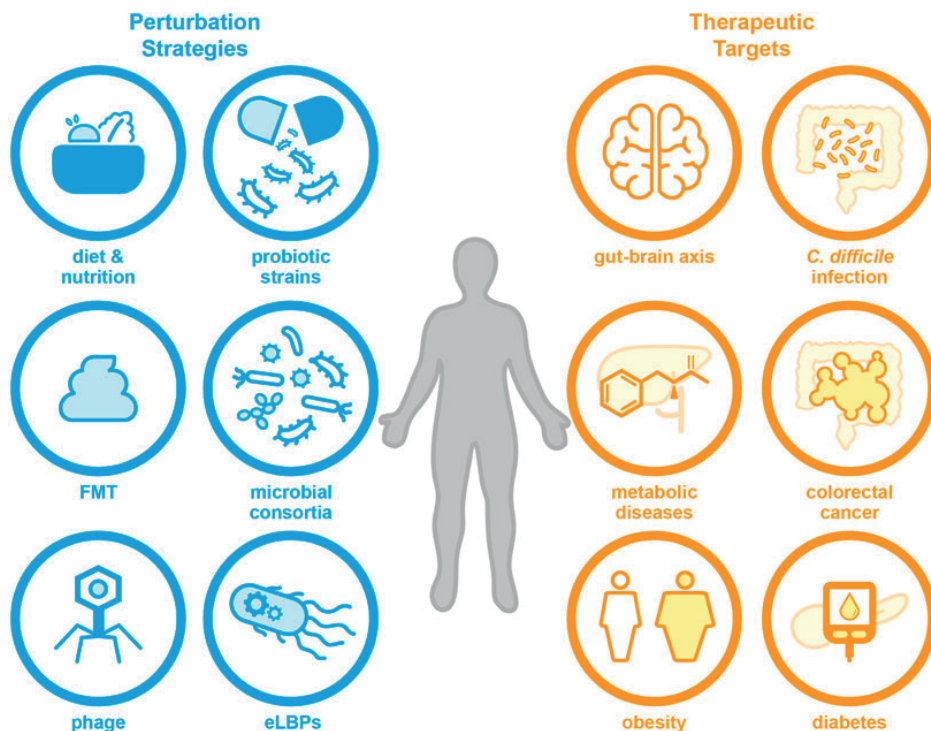 Perturbation
Strategies
Therapeutic
Targets
diet &
nutrition
probiotic
strains
gut-brain axis
C. difficile
infection
FMT
microbial
consortia
metabolic
diseases
colorectal
cancer
phage
eLBPs
obesity
diabetes